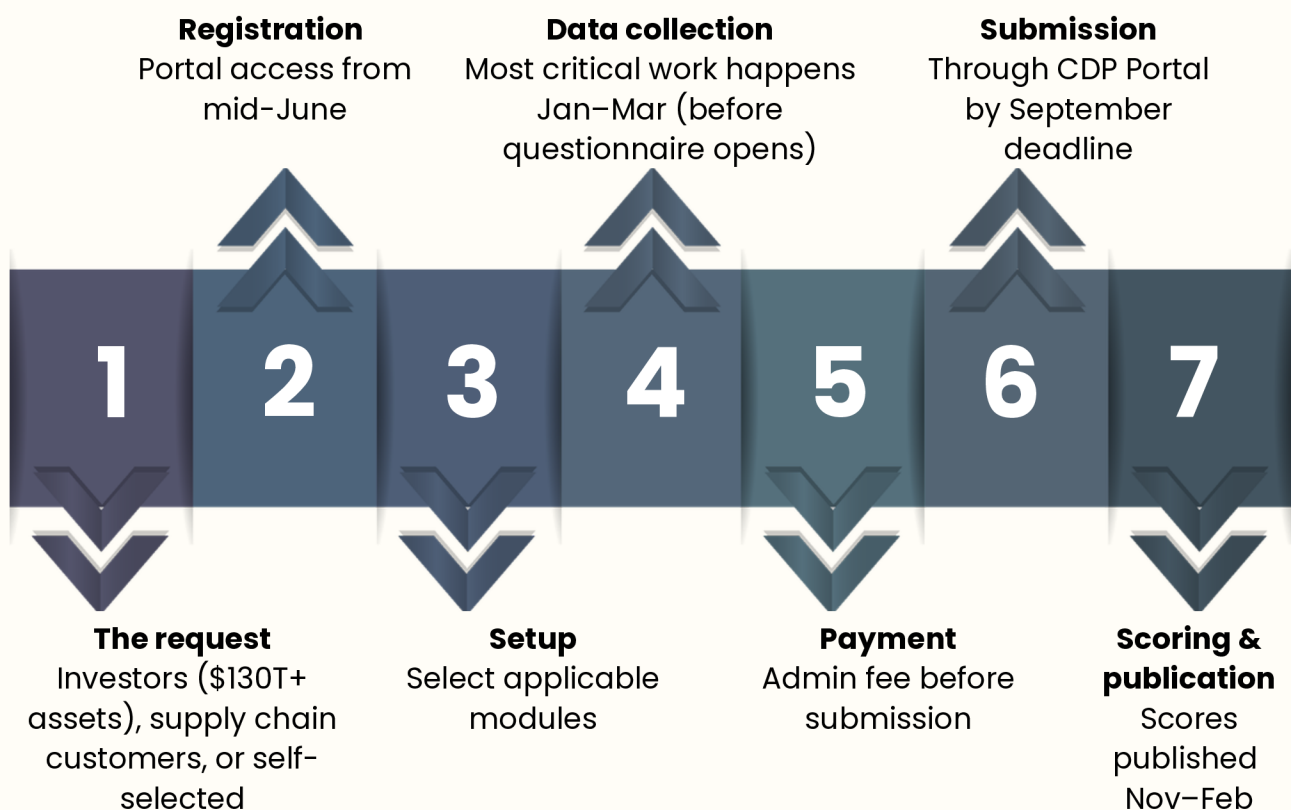 Registration
Portal access from
mid-June
Data collection
Most critical work happens
Jan–Mar (before
questionnaire opens)
Submission
Through CDP Portal
by September
deadline
1
2
3
4
5
6
7
The request
Investors ($130T+
assets), supply chain
customers, or self-
selected
Setup
Select applicable
modules
Payment
Admin fee before
submission
Scoring &
publication
Scores
published
Nov–Feb